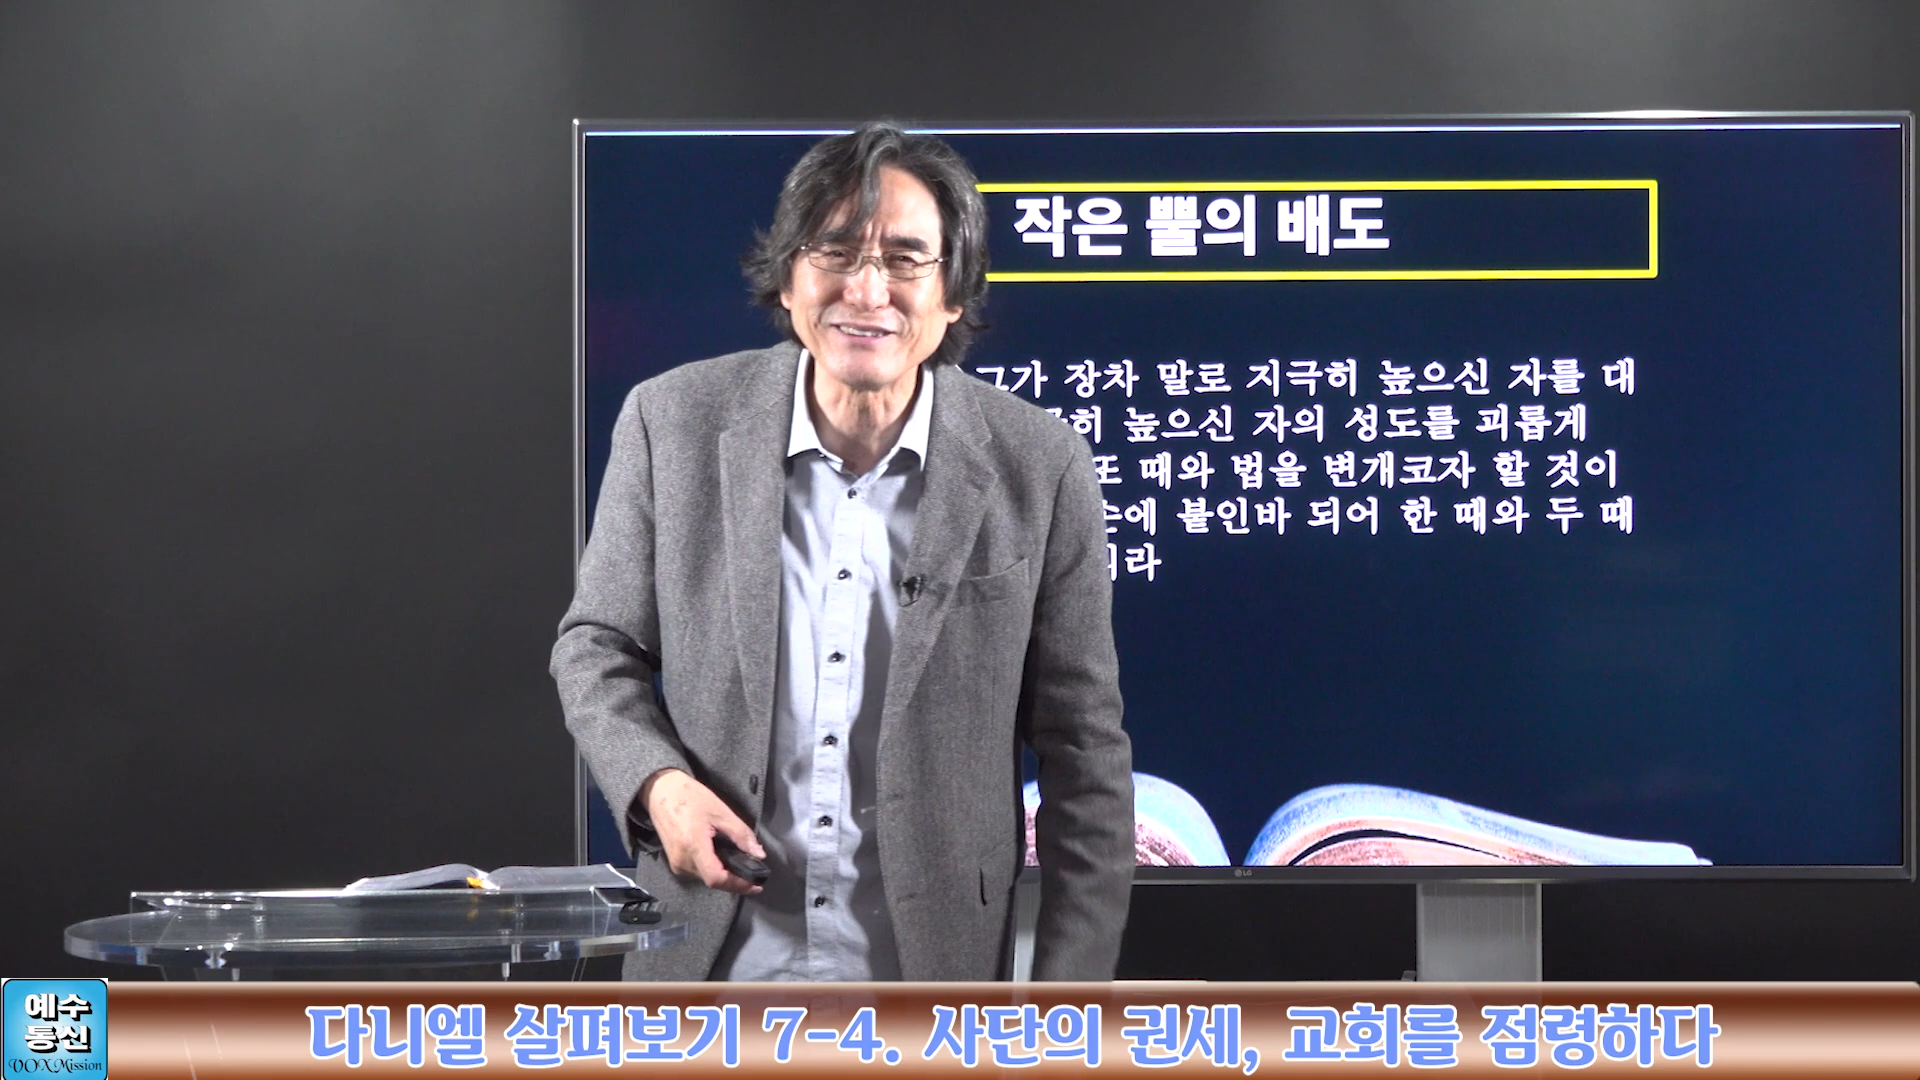 작은 뿔의 배도
그가 장차 말로 지극히 높으신 자를 대
높으신 자의 성도를 괴롭게
또 때와 법을 변개코자 할 것이
손에 붙인바 되어 한 때와 두 때
LG
예수
통신
VOX Mission
다니엘 살펴보기 7-4. 사단의 권세, 교회를 점령하다